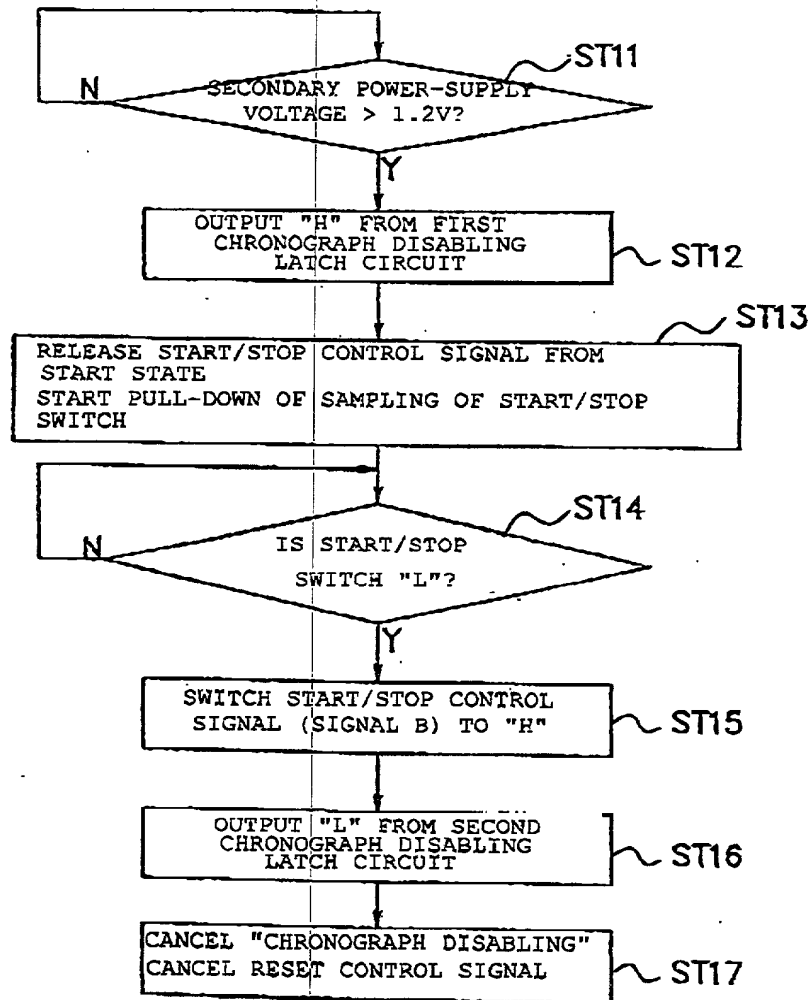 ST11
SECONDARY POWER-SUPPLY
VOLTAGE > 1.2V?
N
Y
OUTPUT "H" FROM FIRST
CHRONOGRAPH DISABLING
LATCH CIRCUIT
ST12
ST13
RELEASE START/STOP CONTROL SIGNAL FROM
START STATE
START PULL-DOWN OF SAMPLING OF START/STOP
SWITCH
ST14
N
IS START/STOP
SWITCH "L"?
Y
SWITCH START/STOP CONTROL
SIGNAL (SIGNAL B) TO "H"
ST15
OUTPUT "L" FROM SECOND
CHRONOGRAPH DISABLING
LATCH CIRCUIT
ST16
CANCEL "CHRONOGRAPH DISABLING"
CANCEL RESET CONTROL SIGNAL
ST17